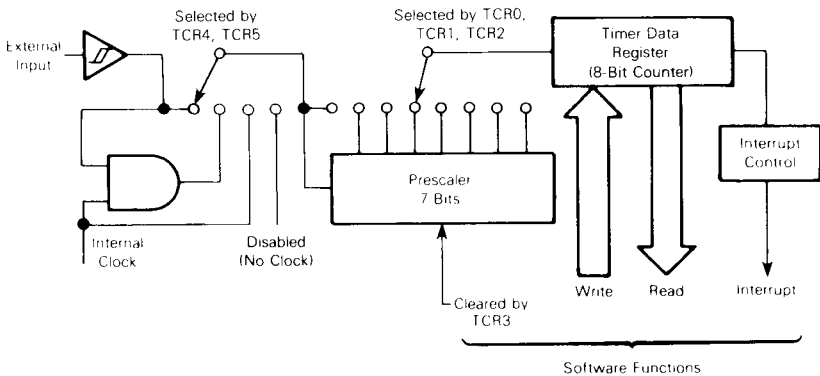 Selected by
TCR4, TCR5
External
Input
Selected by TCR0,
TCR1, TCR2
Timer Data
Register
(8-Bit Counter)
Interrupt
Control
Prescaler
7 Bits
Internal
Clock
Disabled
(No Clock)
Cleared by
TCR3
Write
Read
Interrupt
Software Functions